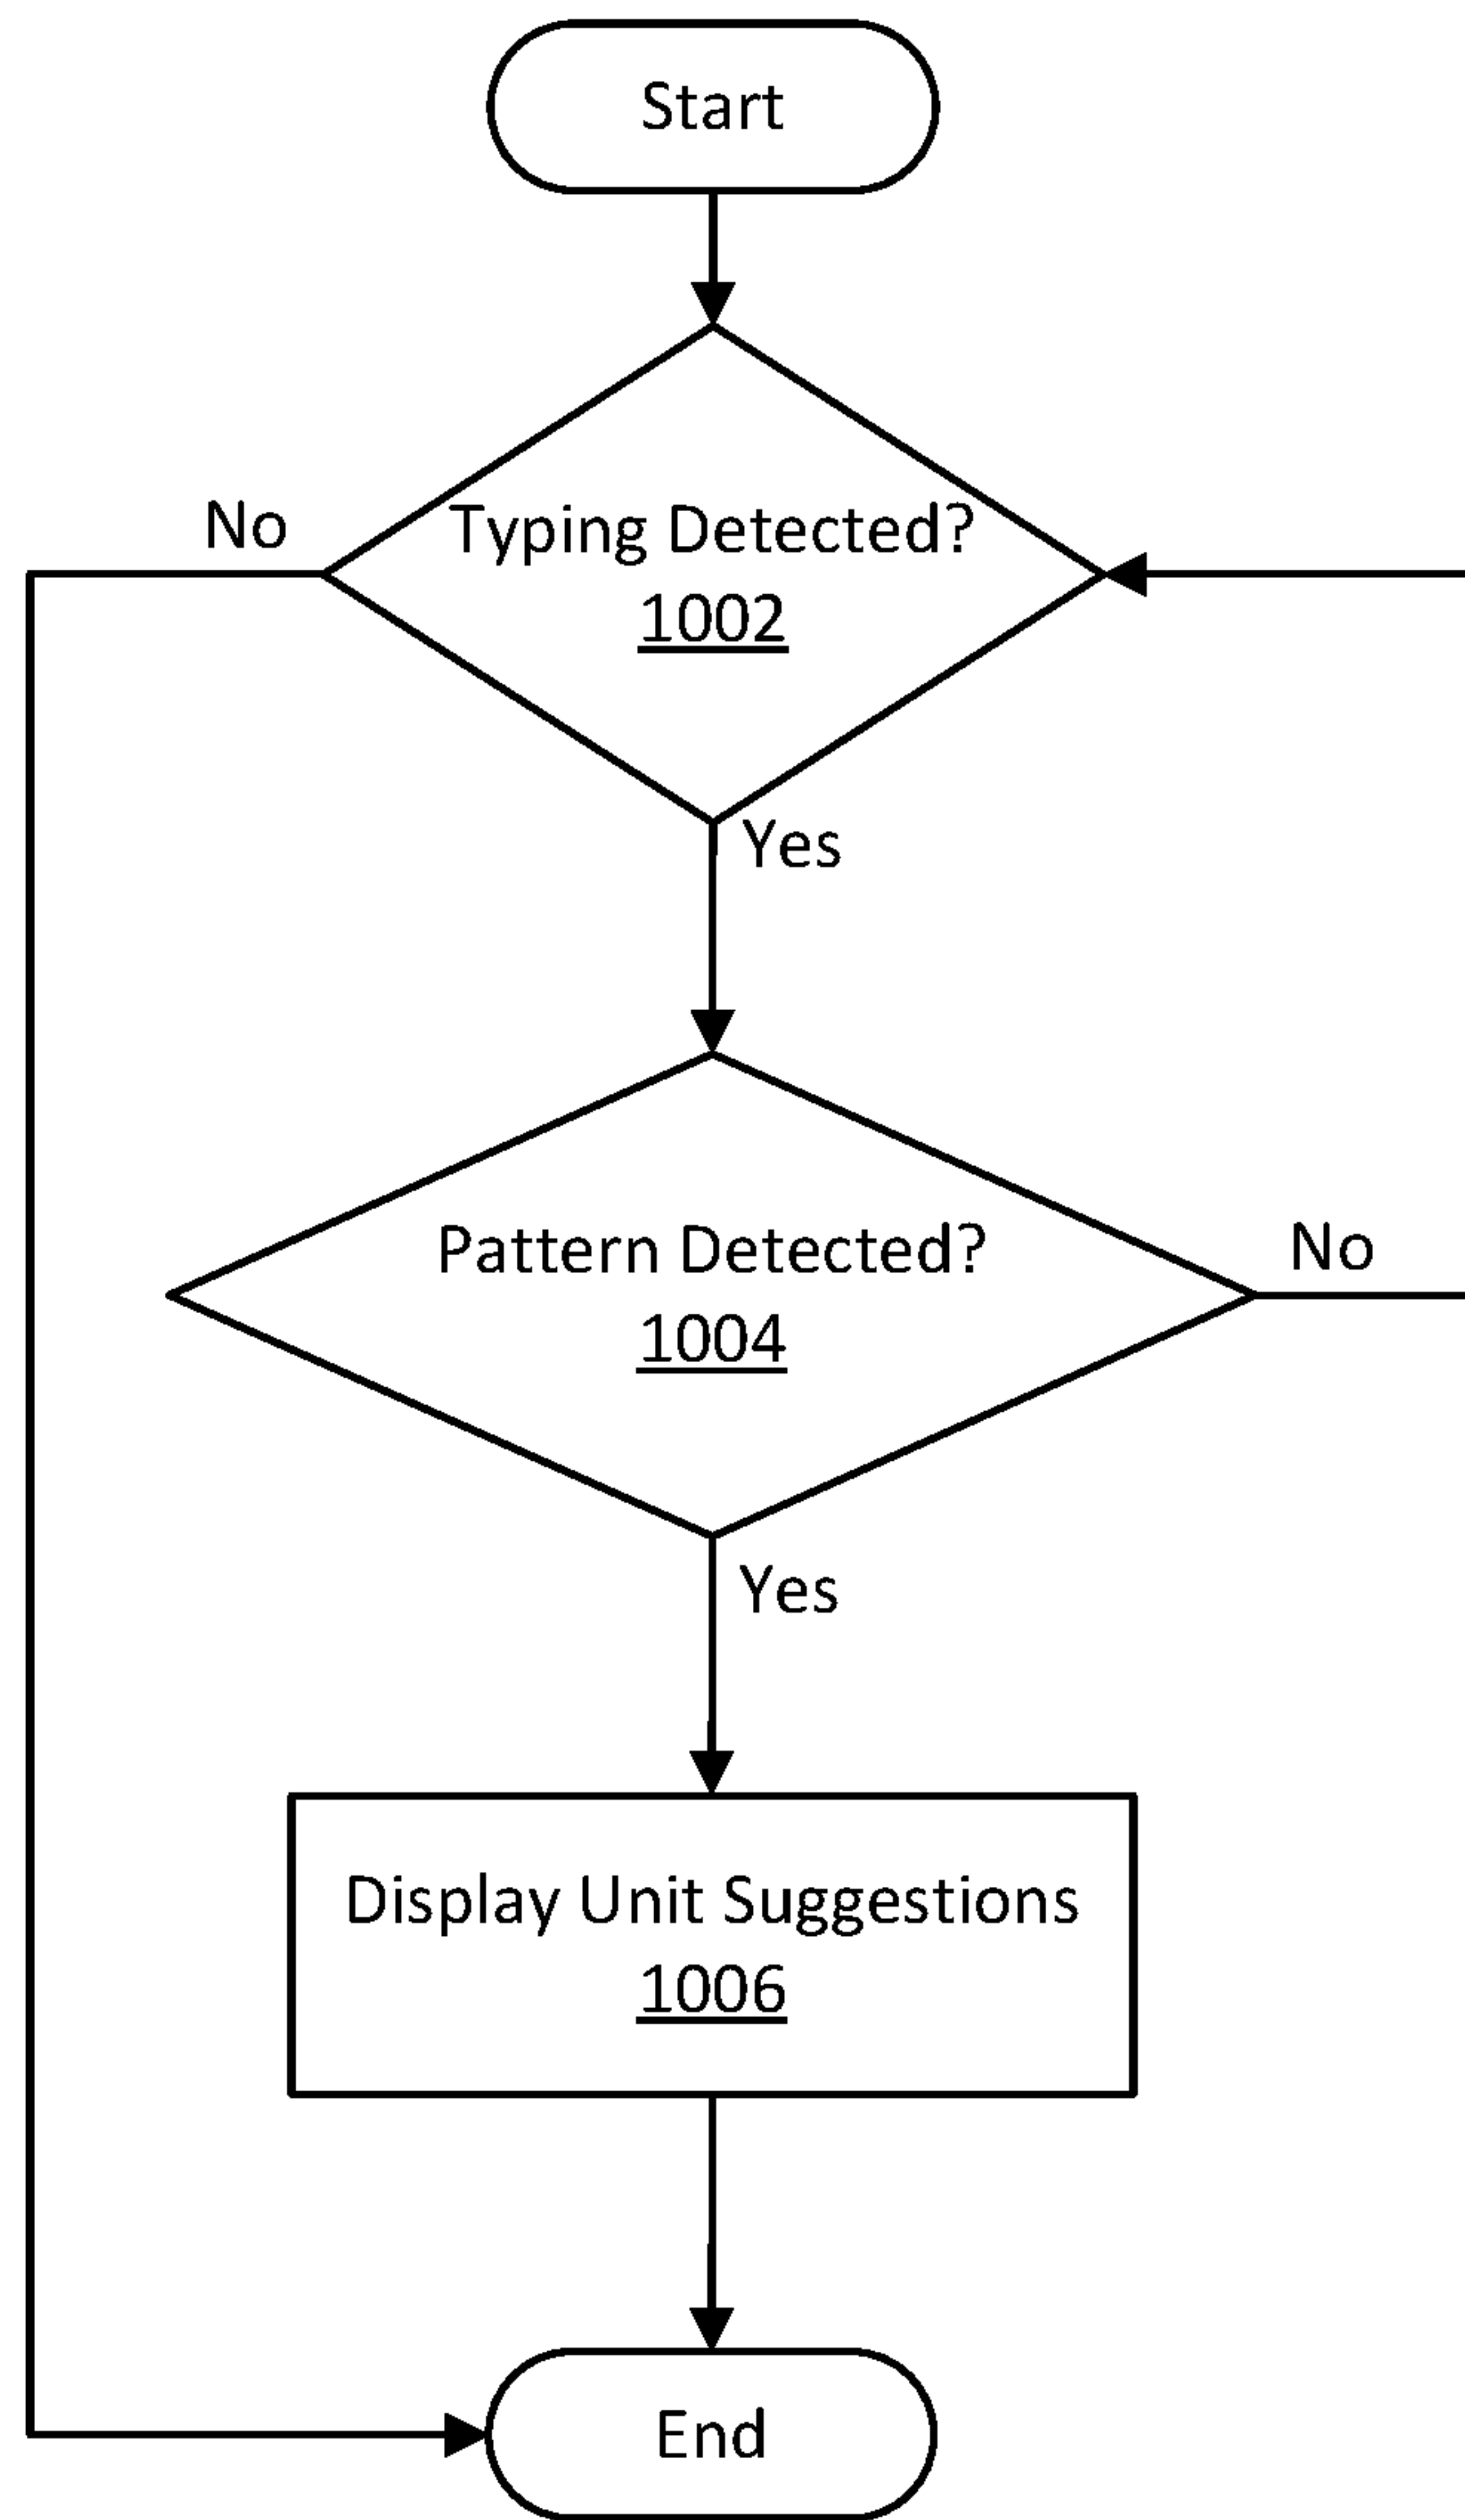 Start
No
Typing Detected?
1002
Yes
Pattern Detected?
1004
No
Yes
Display Unit Suggestions
1006
End